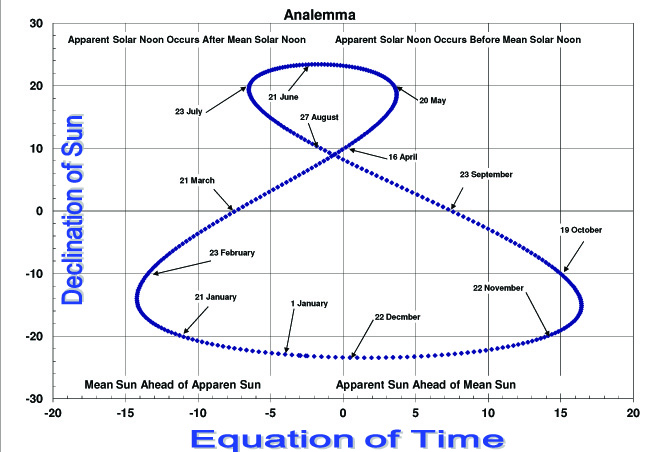 Analemma
30
Apparent Solar Noon Occurs After Mean Solar Noon
Apparent Solar Noon Occurs Before Mean Solar Noon
20
23 July
21 June
20 May
27 August
10
16 April
21 March
23 September
0
19 October
23 February
-10
21 January
1 January
22 November
22 Decmber
-20
Mean Sun Ahead of Apparen Sun
Apparent Sun Ahead of Mean Sun
-30
-20
-15
-10
-5
0
5
10
15
20
Declination of Sun
Equation of Time